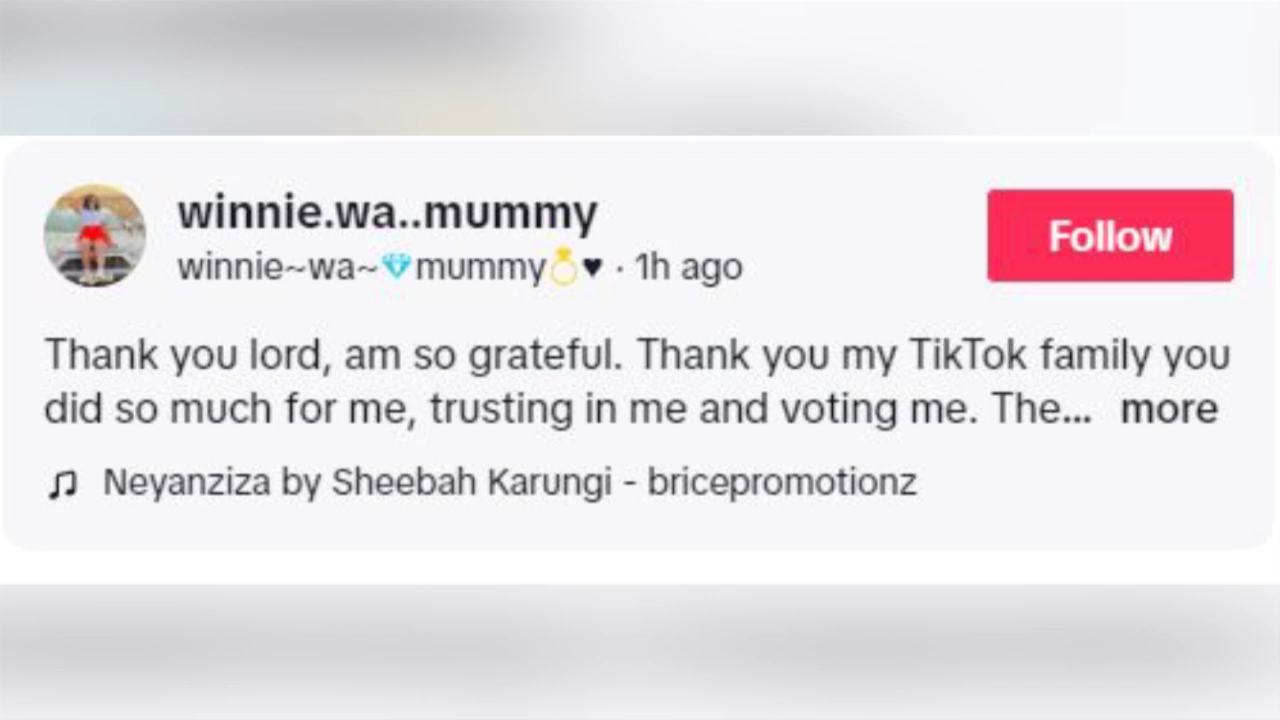 winnie.wa..mummy
winnie~wa~💎mummy💍🖤 · 1h ago
Follow
Thank you lord, am so grateful. Thank you my TikTok family you
did so much for me, trusting in me and voting me. The... more
Neyanziza by Sheebah Karungi - bricepromotionz